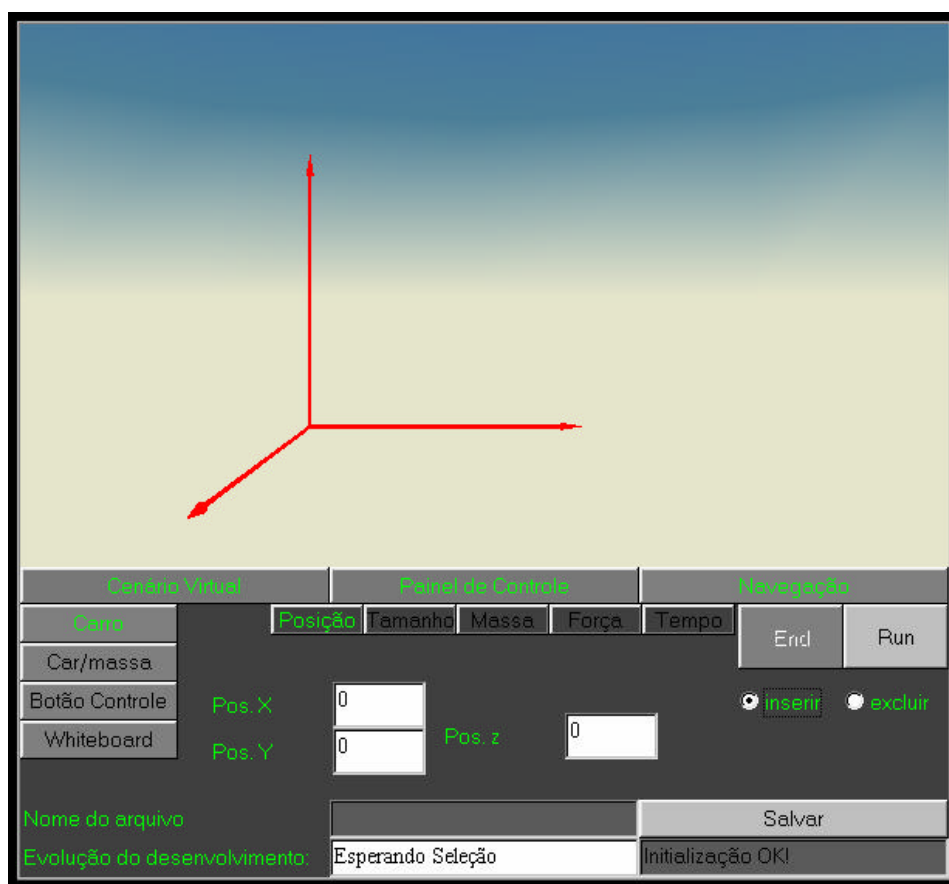 Cenário Virtual Painel de Controle Navegação
Carro Posição Tamanho Massa Força Tempo End Run
Car/massa
Botão Controle Pos. X 0 inserir excluir
Whiteboard Pos. Y 0 Pos. z 0
Nome do arquivo Salvar
Evolução do desenvolvimento: Esperando Seleção Initialização OK!